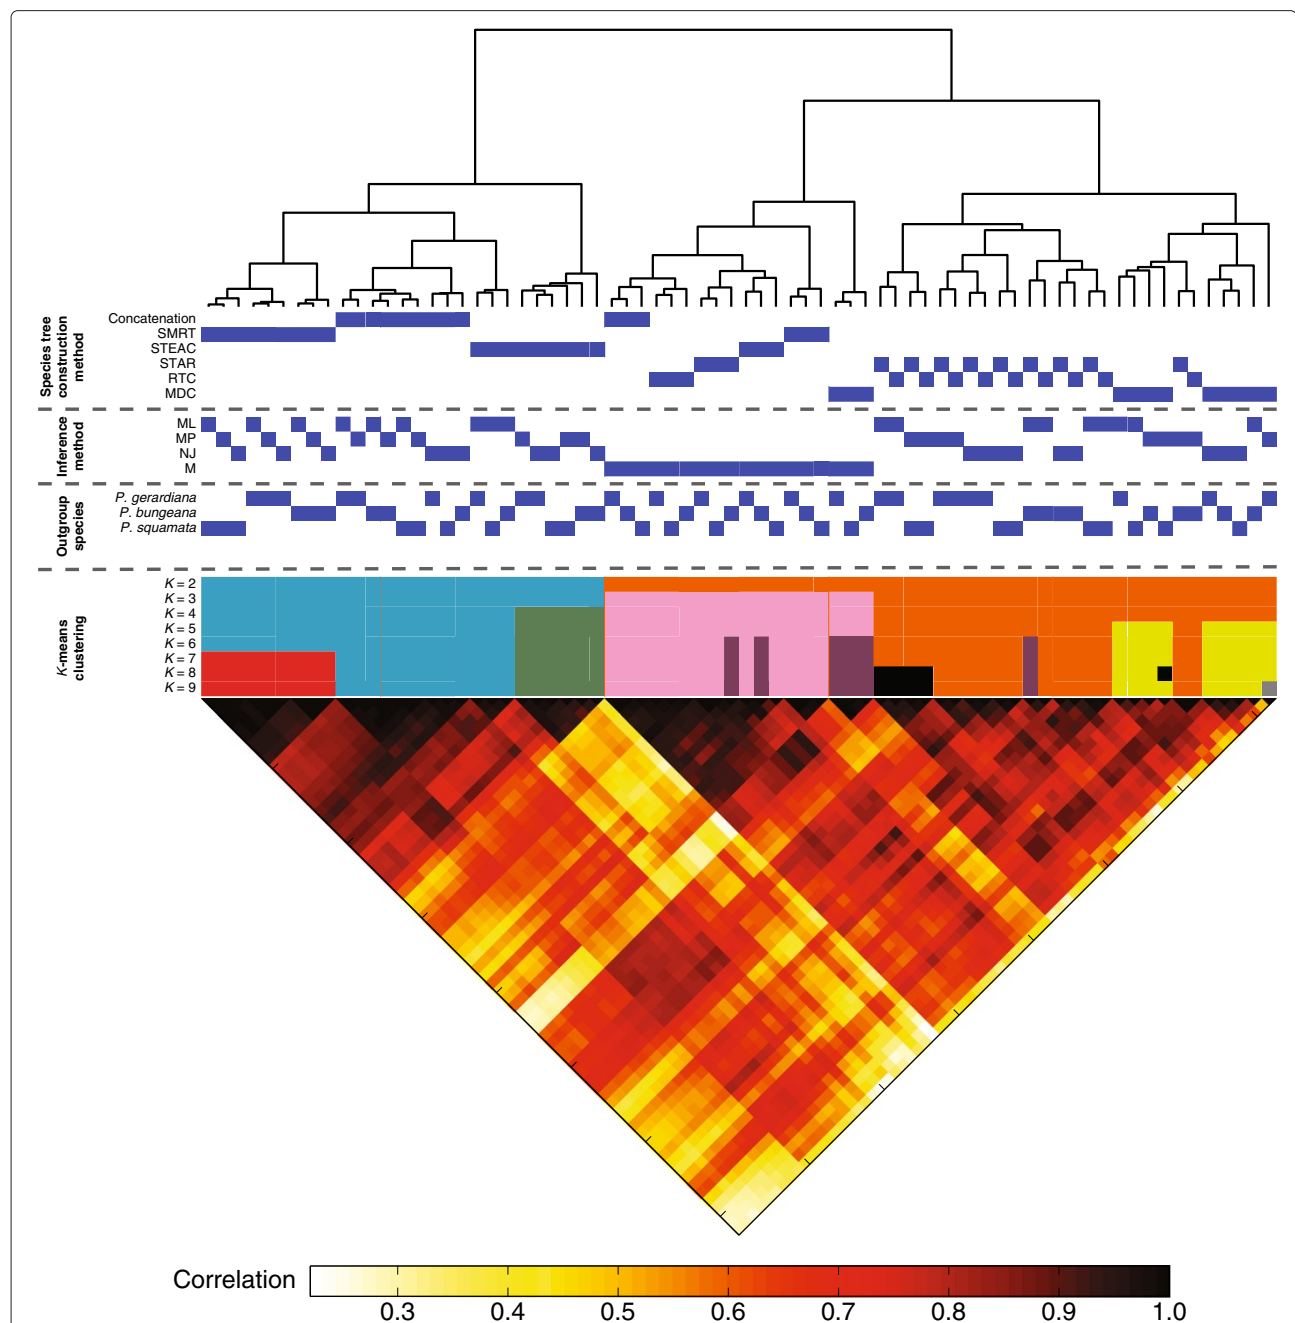 Species tree
construction
method
Concatenation
SMRT
STEAC
STAR
RTC
MDC
Inference
method
ML
MP
NJ
M
Outgroup
species
P. gerardiana
P. bungeana
P. squamata
K-means
clustering
K = 2
K = 3
K = 4
K = 5
K = 6
K = 7
K = 8
K = 9
Correlation
0.3 0.4 0.5 0.6 0.7 0.8 0.9 1.0